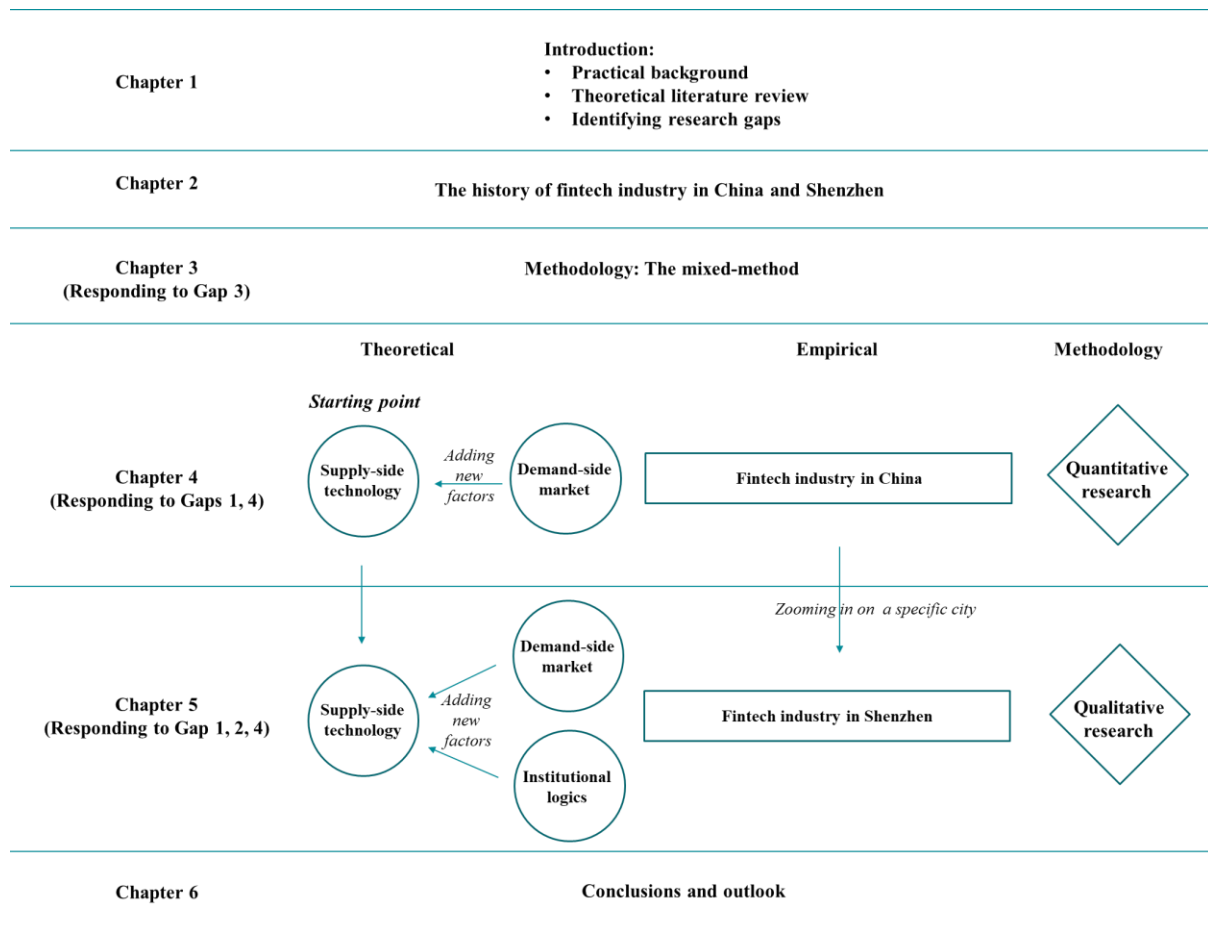 Chapter 1
Introduction:
• Practical background
• Theoretical literature review
• Identifying research gaps
Chapter 2
The history of fintech industry in China and Shenzhen
Chapter 3
(Responding to Gap 3)
Methodology: The mixed-method
Theoretical
Empirical
Methodology
Chapter 4
(Responding to Gaps 1, 4)
Starting point
Supply-side
technology
Adding
new
factors
Demand-side
market
Fintech industry in China
Quantitative
research
Zooming in on a specific city
Chapter 5
(Responding to Gap 1, 2, 4)
Supply-side
technology
Adding
new
factors
Demand-side
market
Institutional
logics
Fintech industry in Shenzhen
Qualitative
research
Chapter 6
Conclusions and outlook